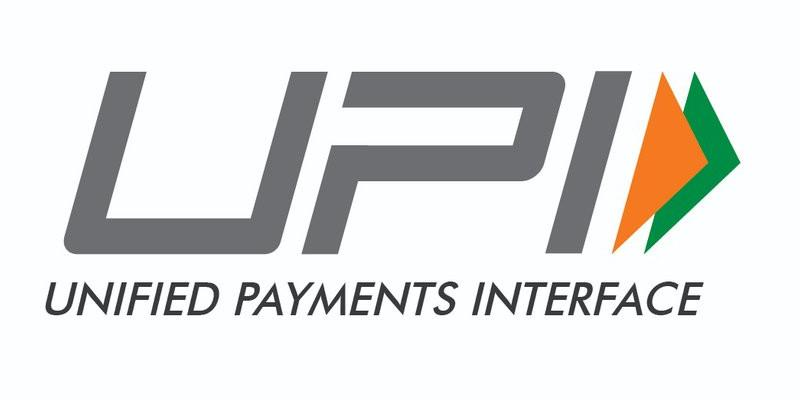 UPI
UNIFIED PAYMENTS INTERFACE